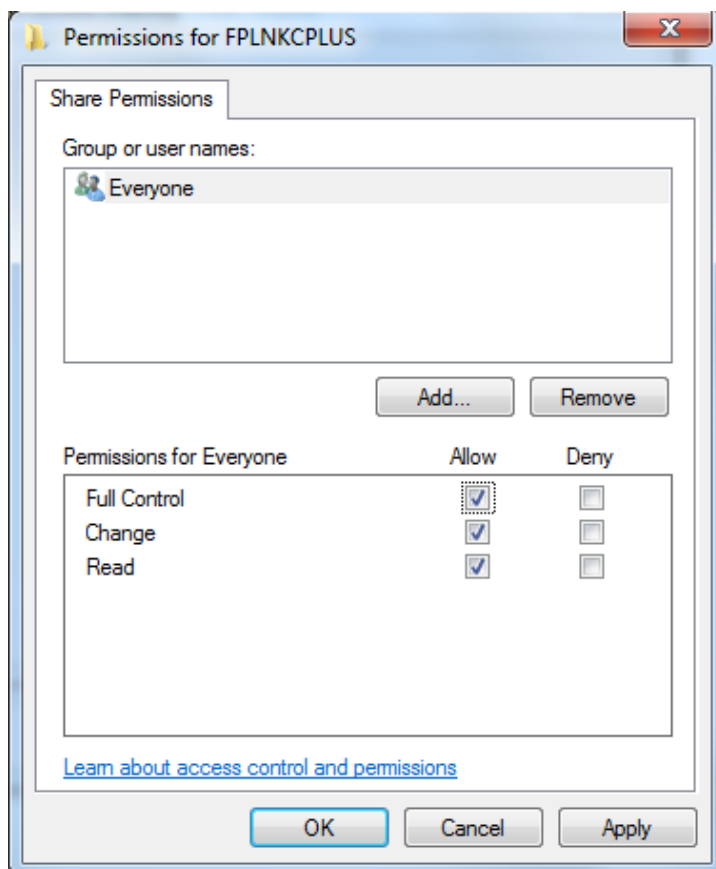 Permissions for FPLNKCPLUS
Share Permissions
Group or user names:
Everyone
Add... Remove
Permissions for Everyone Allow Deny
Full Control
Change
Read
Learn about access control and permissions
OK Cancel Apply